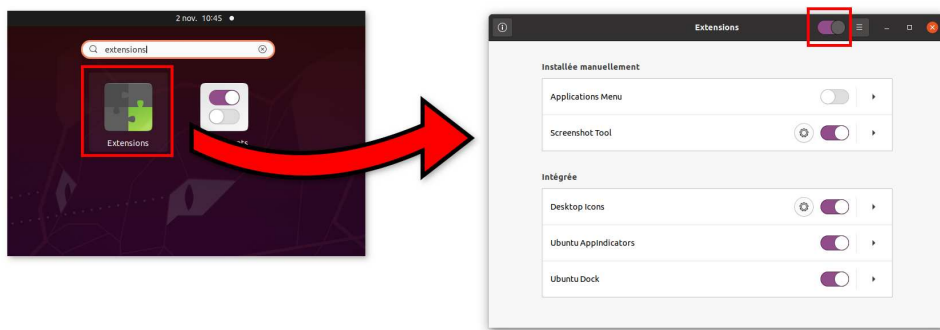 2 nov. 10:45
extensions
Extensions
Extensions
Installée manuellement
Applications Menu
Screenshot Tool
Intégrée
Desktop Icons
Ubuntu AppIndicators
Ubuntu Dock